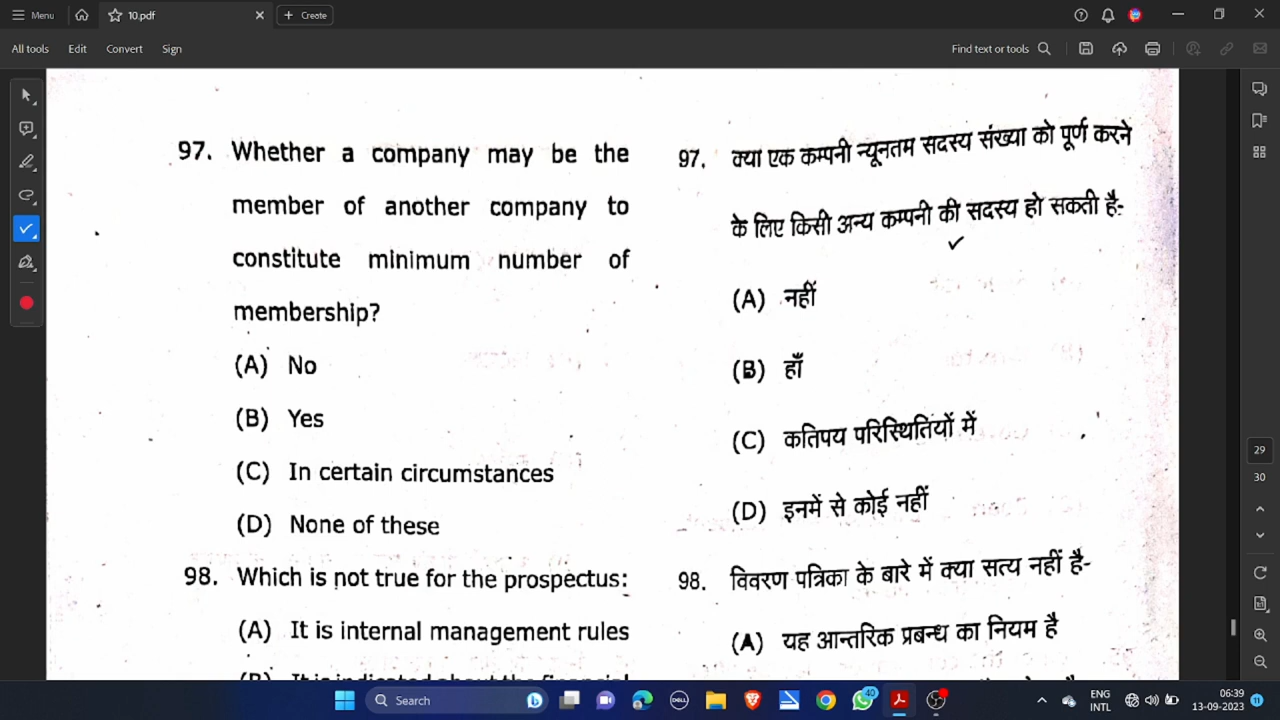 Menu
10.pdf
Create
All tools
Edit
Convert
Sign
Find text or tools
97. Whether a company may be the
member of another company to
constitute minimum number of
membership?
(A) No
(B) Yes
(C) In certain circumstances
(D) None of these
98. Which is not true for the prospectus:
(A) It is internal management rules
97. क्या एक कम्पनी न्यूनतम सदस्य संख्या को पूर्ण करने
के लिए किसी अन्य कम्पनी की सदस्य हो सकती है-
(A) नहीं
(B) हाँ
(C) कतिपय परिस्थितियों में
(D) इनमें से कोई नहीं
98. विवरण पत्रिका के बारे में क्या सत्य नहीं है-
(A) यह आन्तरिक प्रबन्ध का नियम है
29
30
Search
DELL
40
ENG
INTL
06:39
13-09-2023